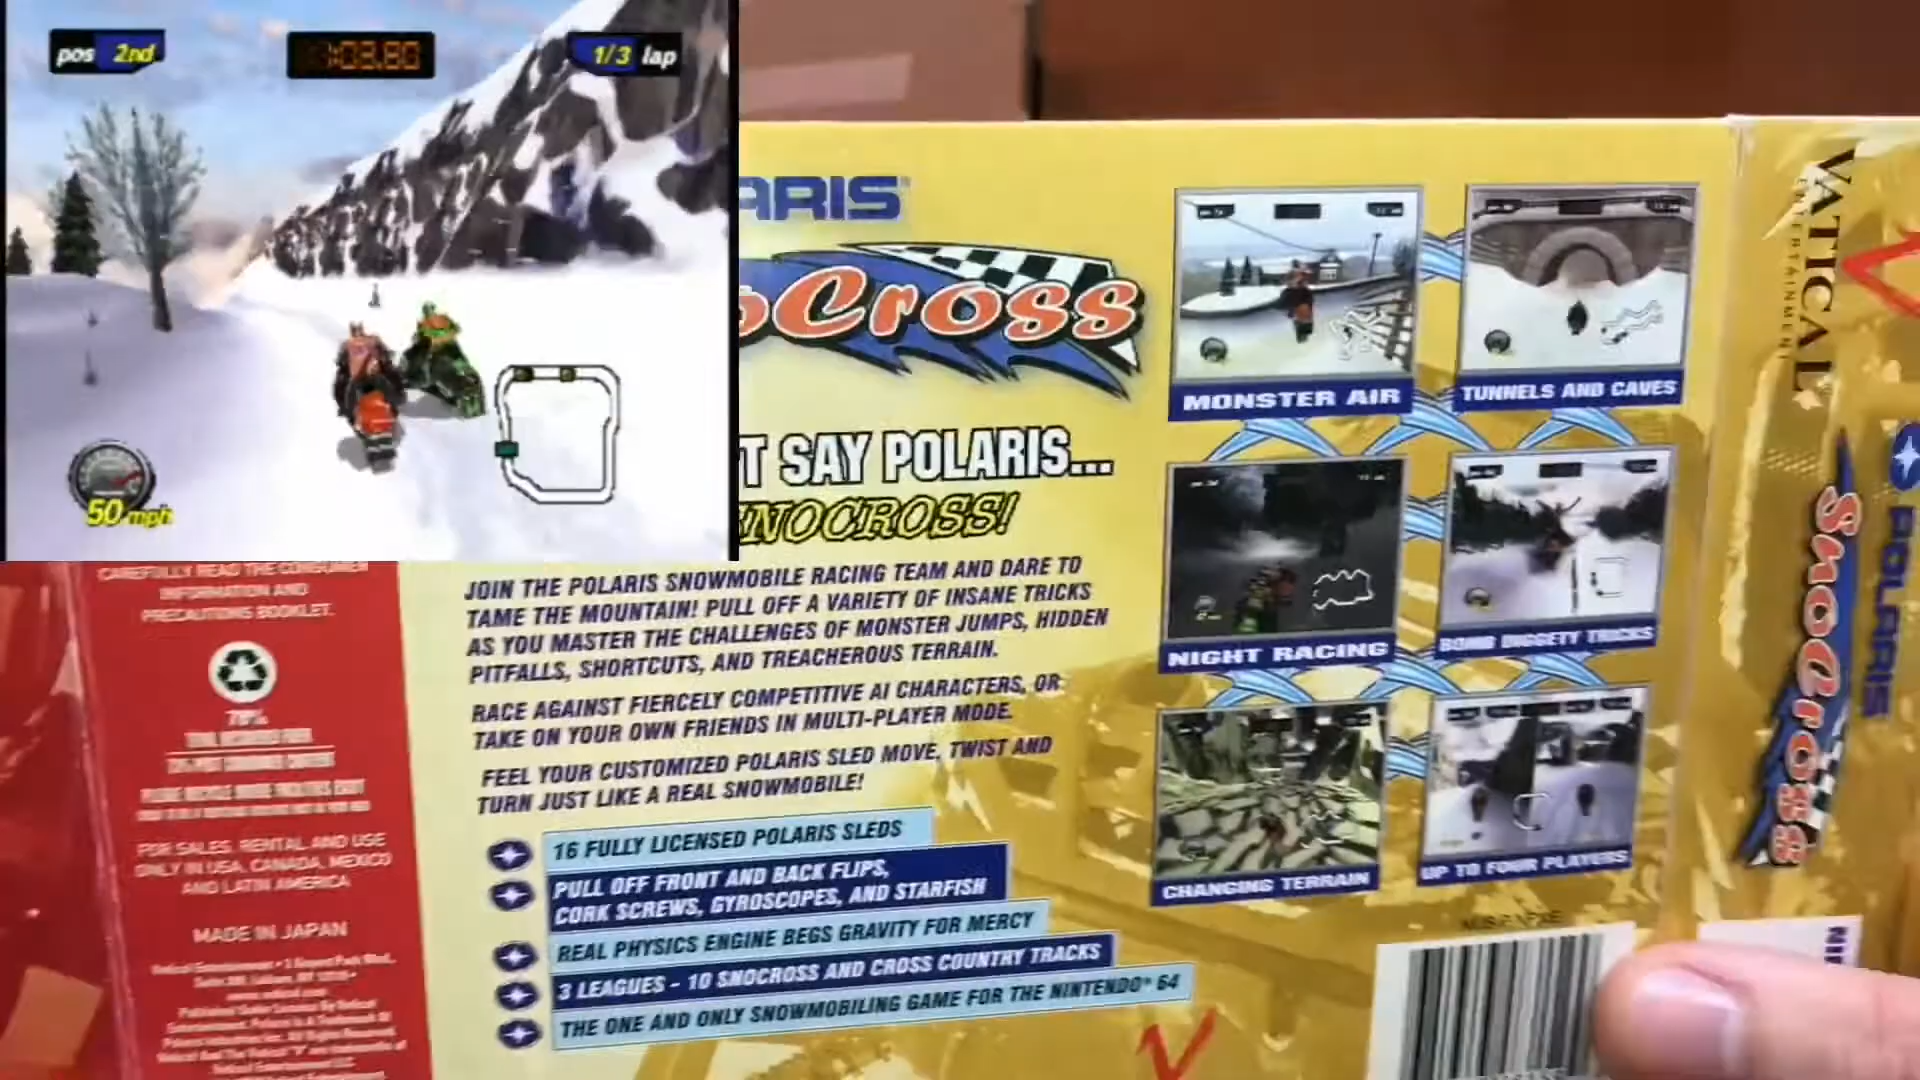 pos 2nd
:03.80
1/3 lap
50 mph
ARIS
oCross
T SAY POLARIS...
NOCROSS!
JOIN THE POLARIS SNOWMOBILE RACING TEAM AND DARE TO
TAME THE MOUNTAIN! PULL OFF A VARIETY OF INSANE TRICKS
AS YOU MASTER THE CHALLENGES OF MONSTER JUMPS, HIDDEN
PITFALLS, SHORTCUTS, AND TREACHEROUS TERRAIN.
RACE AGAINST FIERCELY COMPETITIVE AI CHARACTERS, OR
TAKE ON YOUR OWN FRIENDS IN MULTI-PLAYER MODE.
FEEL YOUR CUSTOMIZED POLARIS SLED MOVE, TWIST AND
TURN JUST LIKE A REAL SNOWMOBILE!
16 FULLY LICENSED POLARIS SLEDS
PULL OFF FRONT AND BACK FLIPS,
CORK SCREWS, GYROSCOPES, AND STARFISH
REAL PHYSICS ENGINE BEGS GRAVITY FOR MERCY
3 LEAGUES - 10 SNOCROSS AND CROSS COUNTRY TRACKS
THE ONE AND ONLY SNOWMOBILING GAME FOR THE NINTENDO® 64
MONSTER AIR
TUNNELS AND CAVES
NIGHT RACING
BOMB DIGGETY TRICKS
CHANGING TERRAIN
UP TO FOUR PLAYERS
CAREFULLY READ THE CONSUMER
INFORMATION AND
PRECAUTIONS BOOKLET.
FOR SALES, RENTAL AND USE
ONLY IN USA, CANADA, MEXICO
AND LATIN AMERICA
MADE IN JAPAN
VATICAL
ENTERTAINMENT
POLARIS
SnoCross
NI